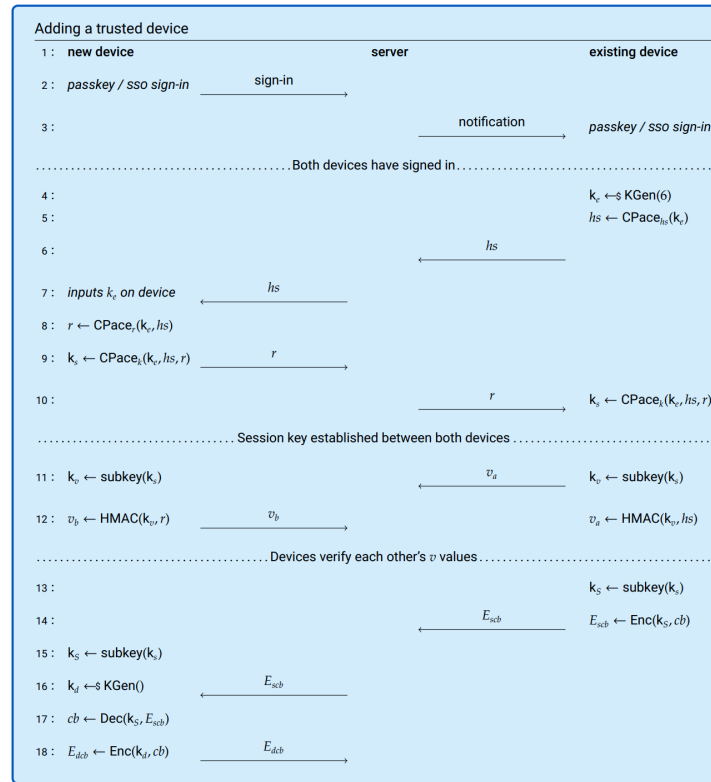 Adding a trusted device
1 : new device server existing device
2 : passkey / sso sign-in sign-in
3 : notification passkey / sso sign-in
Both devices have signed in
4 : kₑ ←$ KGen(6)
5 : hs ← CPaceₕₛ(kₑ)
6 : hs
7 : inputs kₑ on device hs
8 : r ← CPaceᵣ(kₑ, hs)
9 : kₛ ← CPaceₖ(kₑ, hs, r) r
10 : r kₛ ← CPaceₖ(kₑ, hs, r)
Session key established between both devices
11 : kᵥ ← subkey(kₛ) vₐ kᵥ ← subkey(kₛ)
12 : v_b ← HMAC(kᵥ, r) v_b vₐ ← HMAC(kᵥ, hs)
Devices verify each other's v values
13 : k_S ← subkey(kₛ)
14 : E_scb E_scb ← Enc(k_S, cb)
15 : k_S ← subkey(kₛ)
16 : k_d ←$ KGen() E_scb
17 : cb ← Dec(k_S, E_scb)
18 : E_dcb ← Enc(k_d, cb) E_dcb